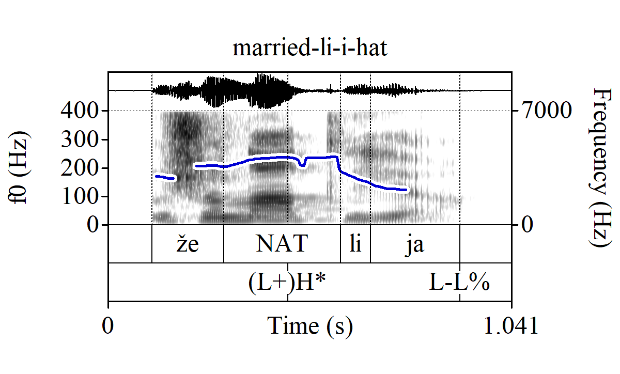 married-li-i-hat
400
300
200
100
0
f0 (Hz)
7000
0
Frequency (Hz)
že NAT li ja
(L+)H* L-L%
0 Time (s) 1.041